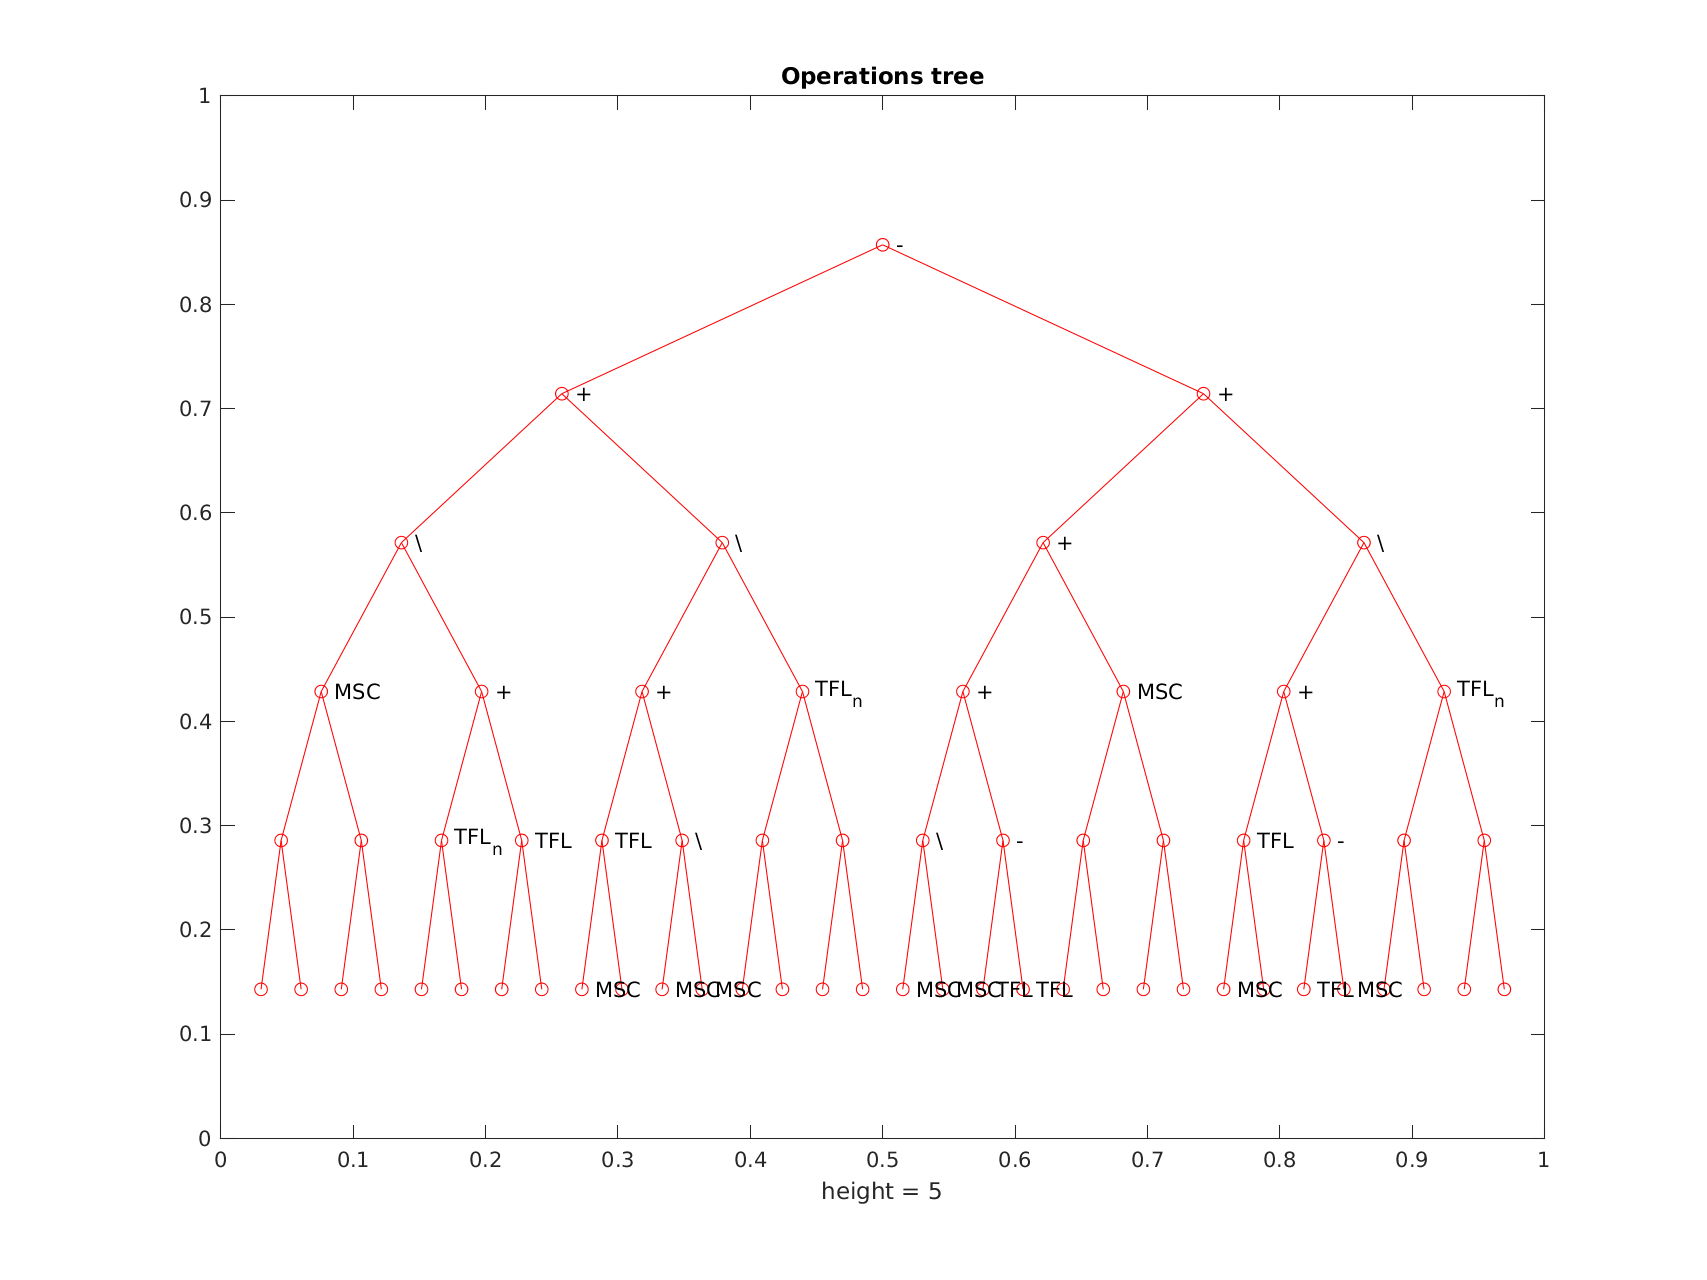 Operations tree
1
0.9
-
0.8
+ +
0.7
0.6
\ \ + \
0.5
MSC + + TFL_n + MSC + TFL_n
0.4
0.3
TFL_n TFL TFL \ \ - TFL -
0.2
MSC MSC MSC MSC MSC TFL TFL MSC TFL MSC
0.1
0
0 0.1 0.2 0.3 0.4 0.5 0.6 0.7 0.8 0.9 1
height = 5